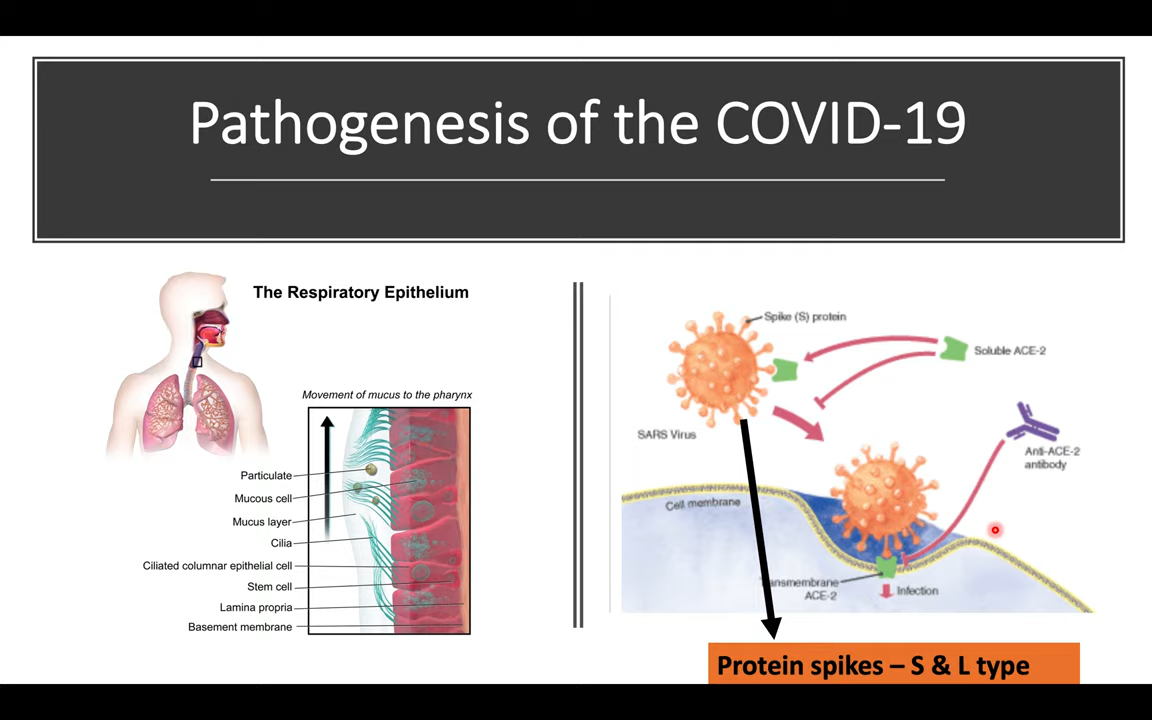 Pathogenesis of the COVID-19
The Respiratory Epithelium
Movement of mucus to the pharynx
Particulate
Mucous cell
Mucus layer
Cilia
Ciliated columnar epithelial cell
Stem cell
Lamina propria
Basement membrane
Spike (S) protein
Soluble ACE-2
SARS Virus
Anti-ACE-2
antibody
Cell membrane
ansmembrane
ACE-2
Infection
Protein spikes – S & L type